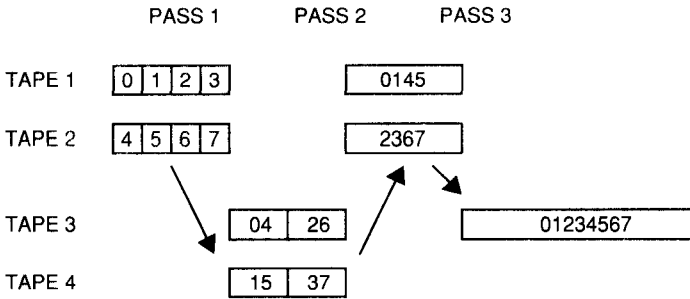 PASS 1 PASS 2 PASS 3
TAPE 1 0 1 2 3 0145
TAPE 2 4 5 6 7 2367
TAPE 3 04 26 01234567
TAPE 4 15 37